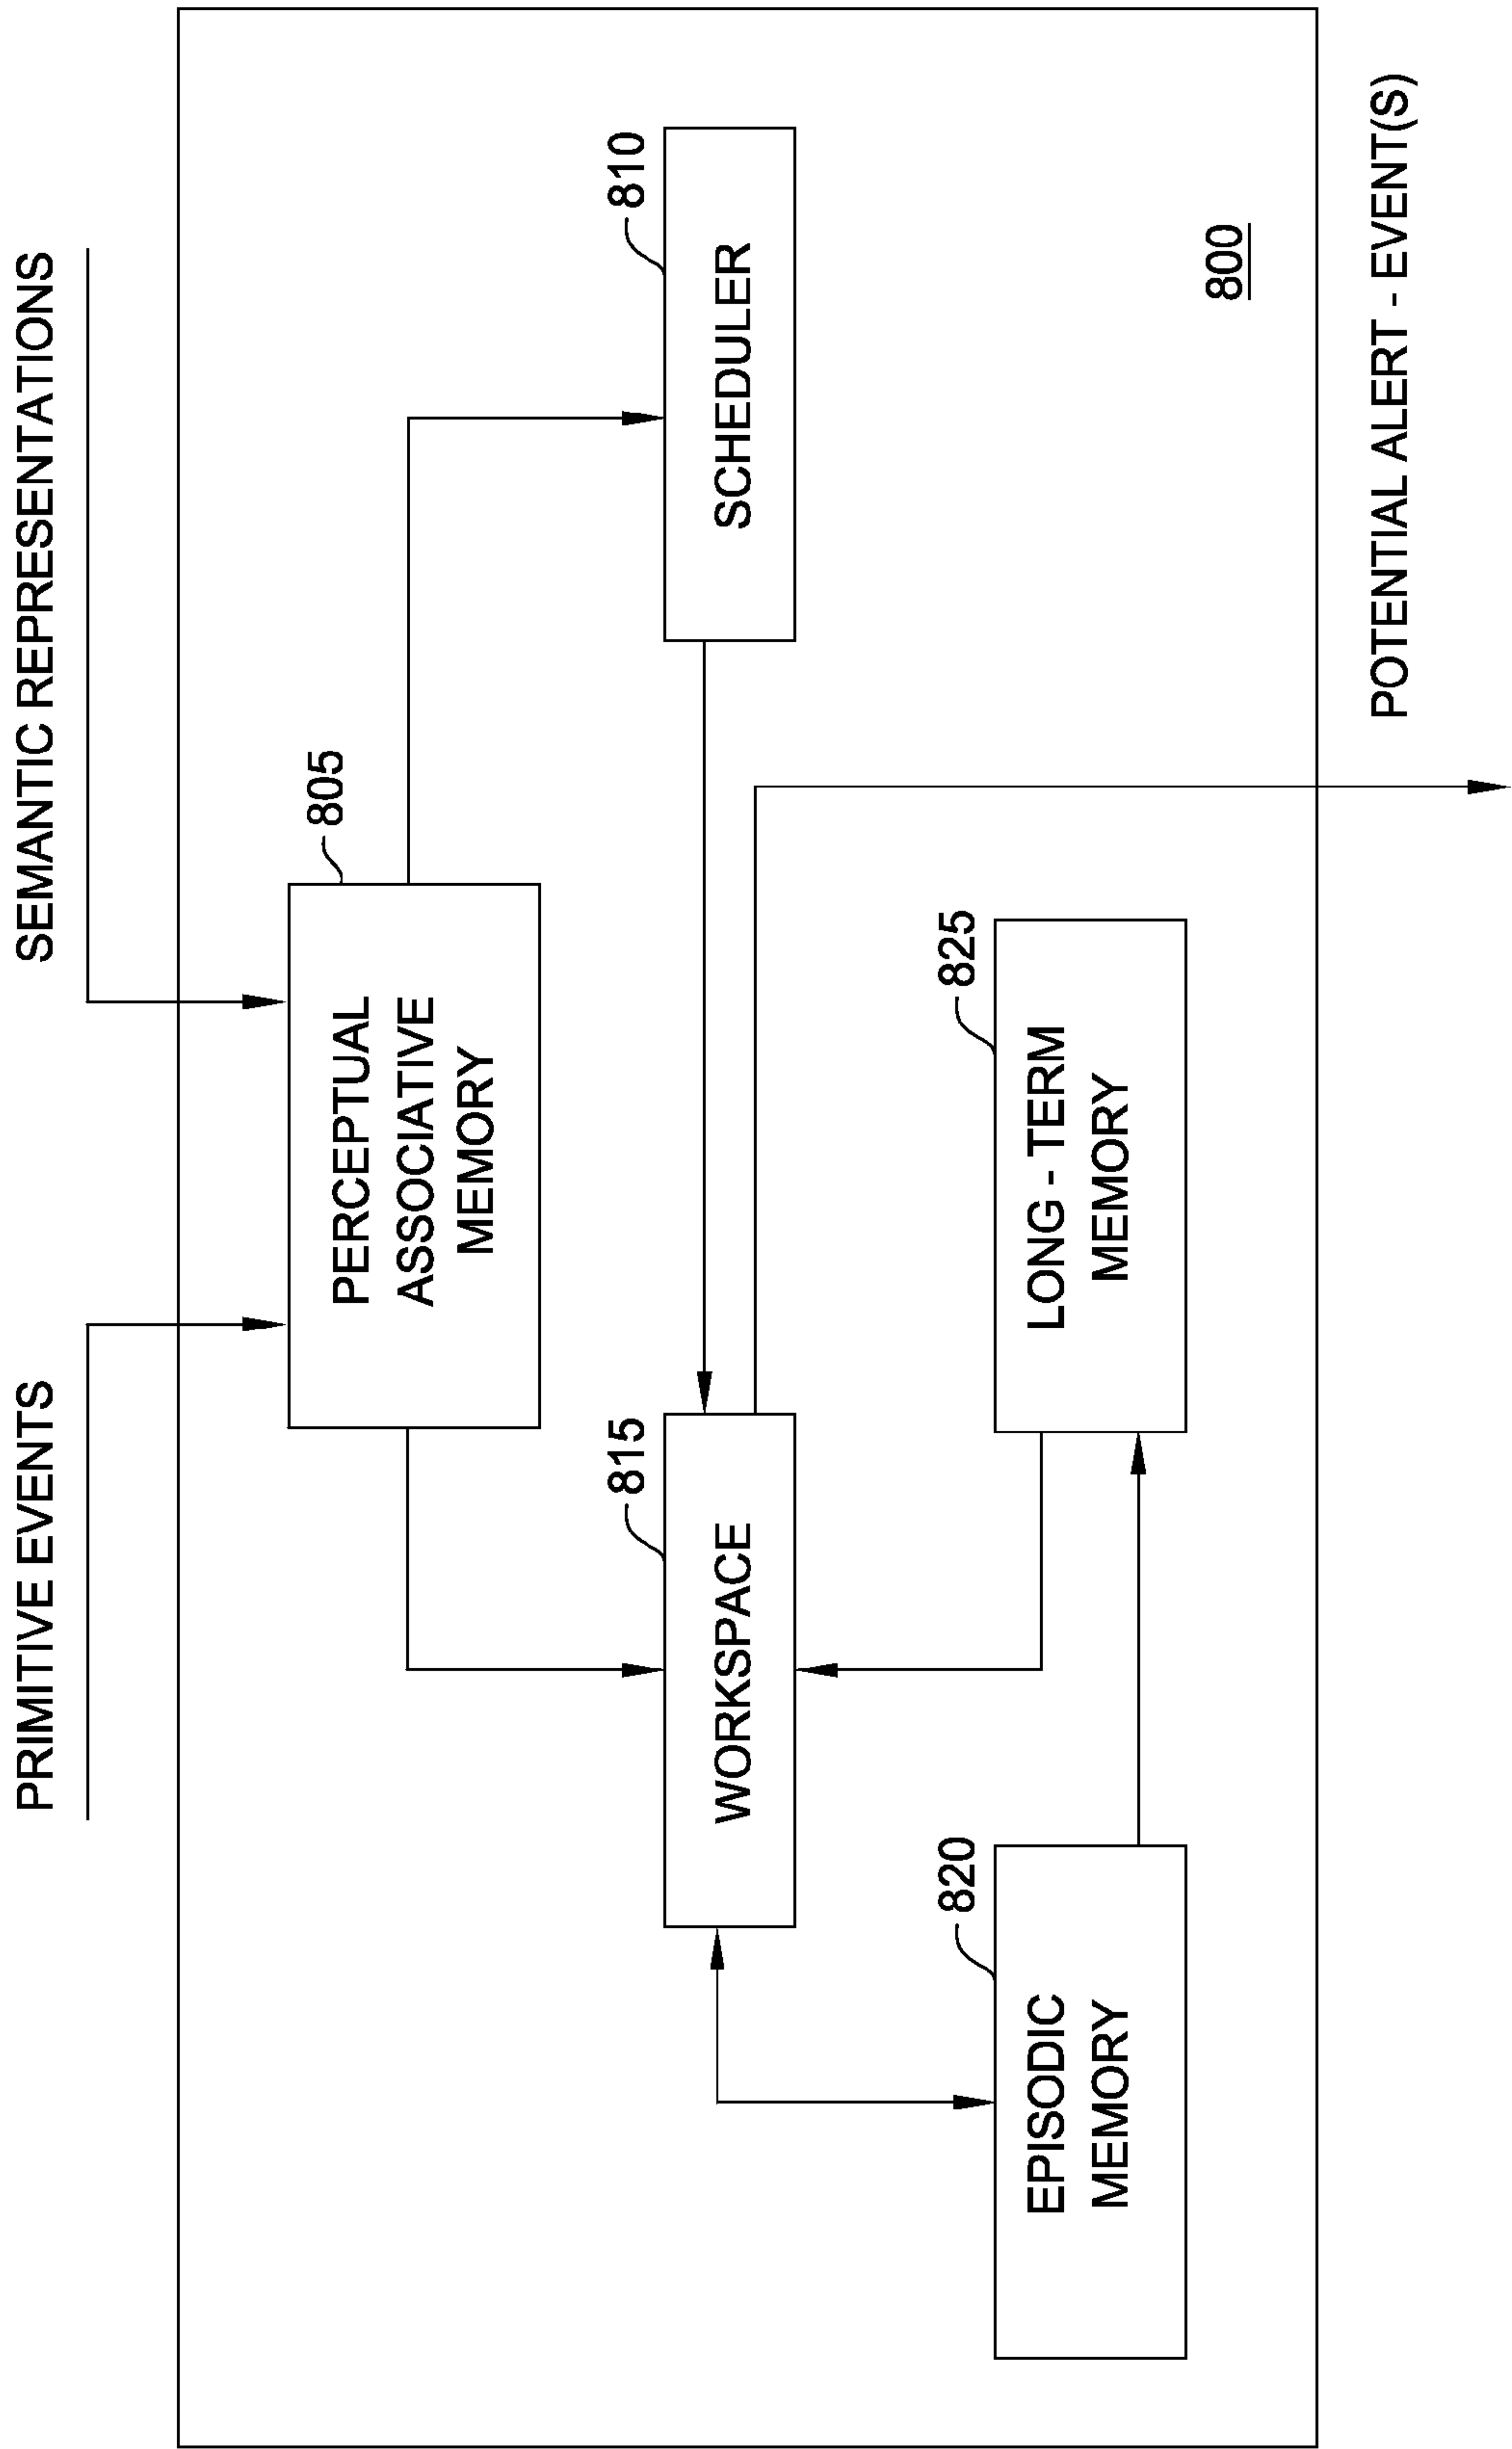 PRIMITIVE EVENTS
SEMANTIC REPRESENTATIONS
805
PERCEPTUAL
ASSOCIATIVE
MEMORY
815
WORKSPACE
810
SCHEDULER
820
EPISODIC
MEMORY
825
LONG - TERM
MEMORY
800
POTENTIAL ALERT - EVENT(S)